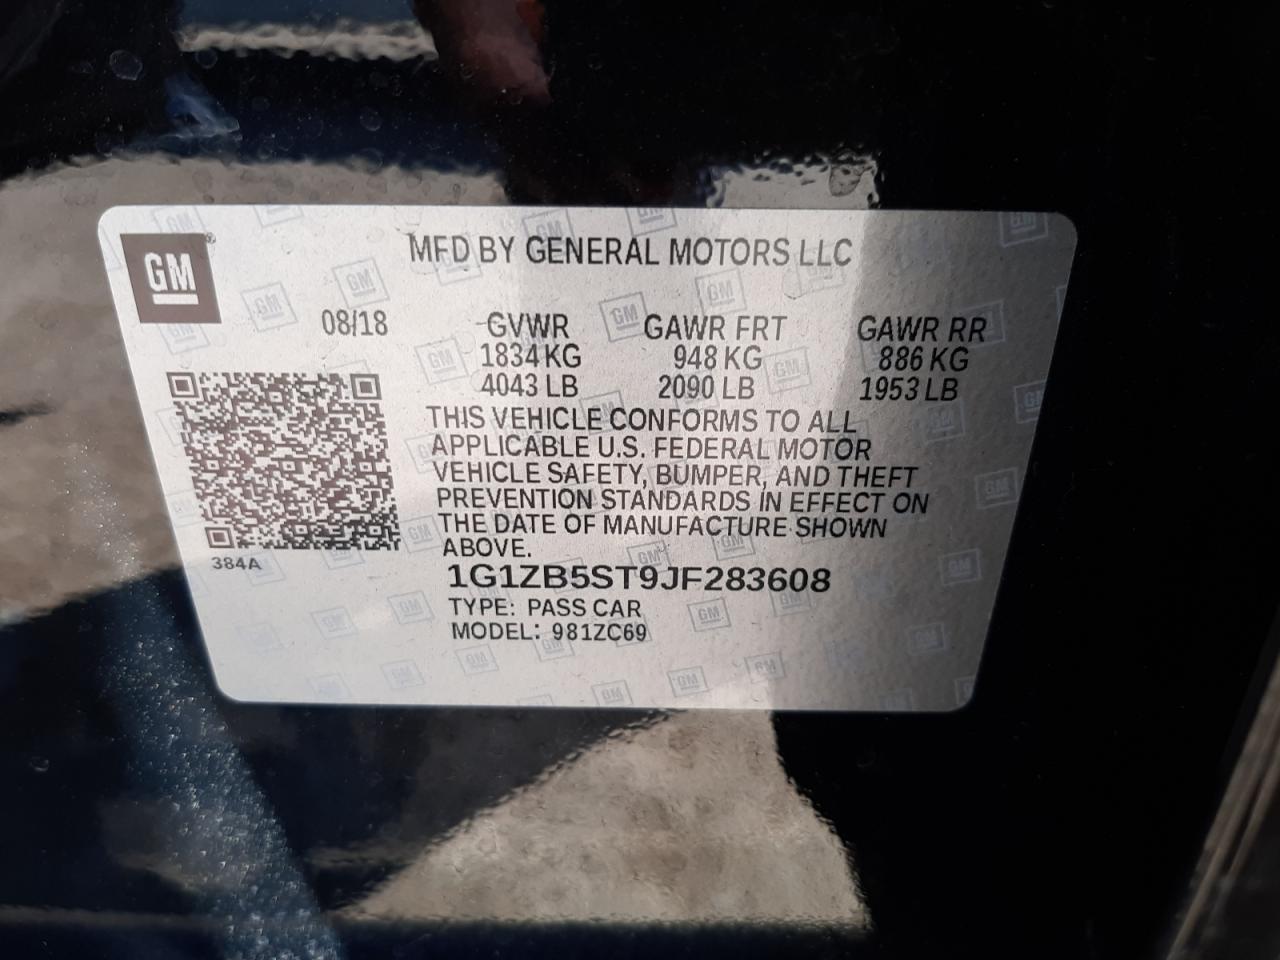 GM
MFD BY GENERAL MOTORS LLC
08/18 GVWR GAWR FRT GAWR RR
1834 KG 948 KG 886 KG
4043 LB 2090 LB 1953 LB
THIS VEHICLE CONFORMS TO ALL
APPLICABLE U.S. FEDERAL MOTOR
VEHICLE SAFETY, BUMPER, AND THEFT
PREVENTION STANDARDS IN EFFECT ON
THE DATE OF MANUFACTURE SHOWN
ABOVE.
384A
1G1ZB5ST9JF283608
TYPE: PASS CAR
MODEL: 981ZC69